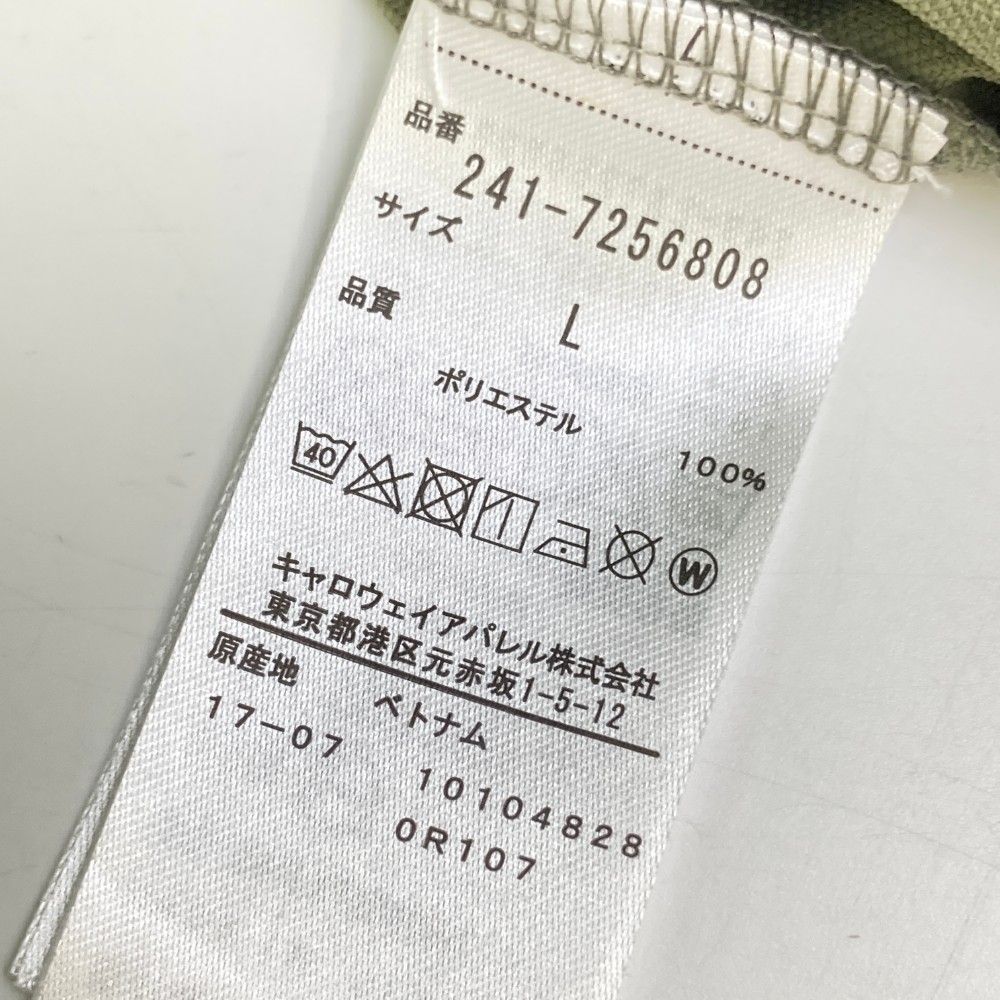 L
品番
241-7256808
サイズ
L
品質
ポリエステル
100%
40
W
キャロウェイアパレル株式会社
東京都港区元赤坂1-5-12
原産地 ベトナム
17-07 10104828
0R107